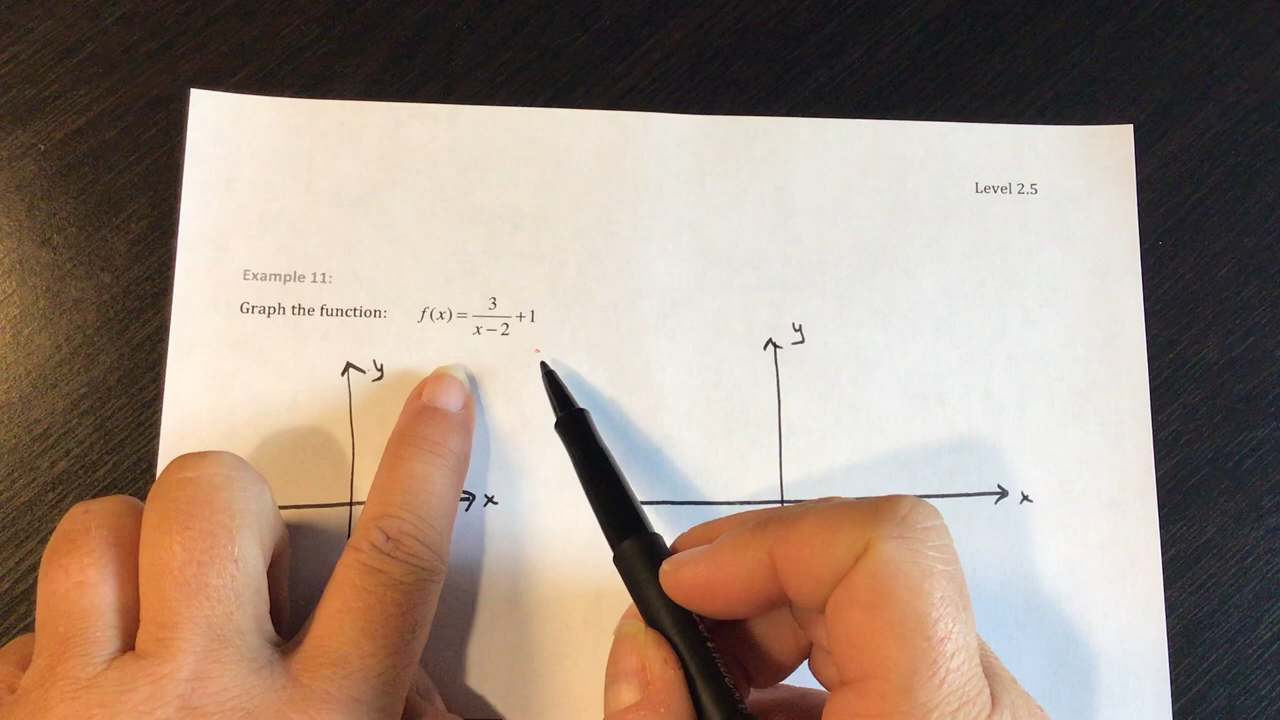 Level 2.5
Example 11:
Graph the function: f(x) = 3/(x−2) + 1
y
y
x
x